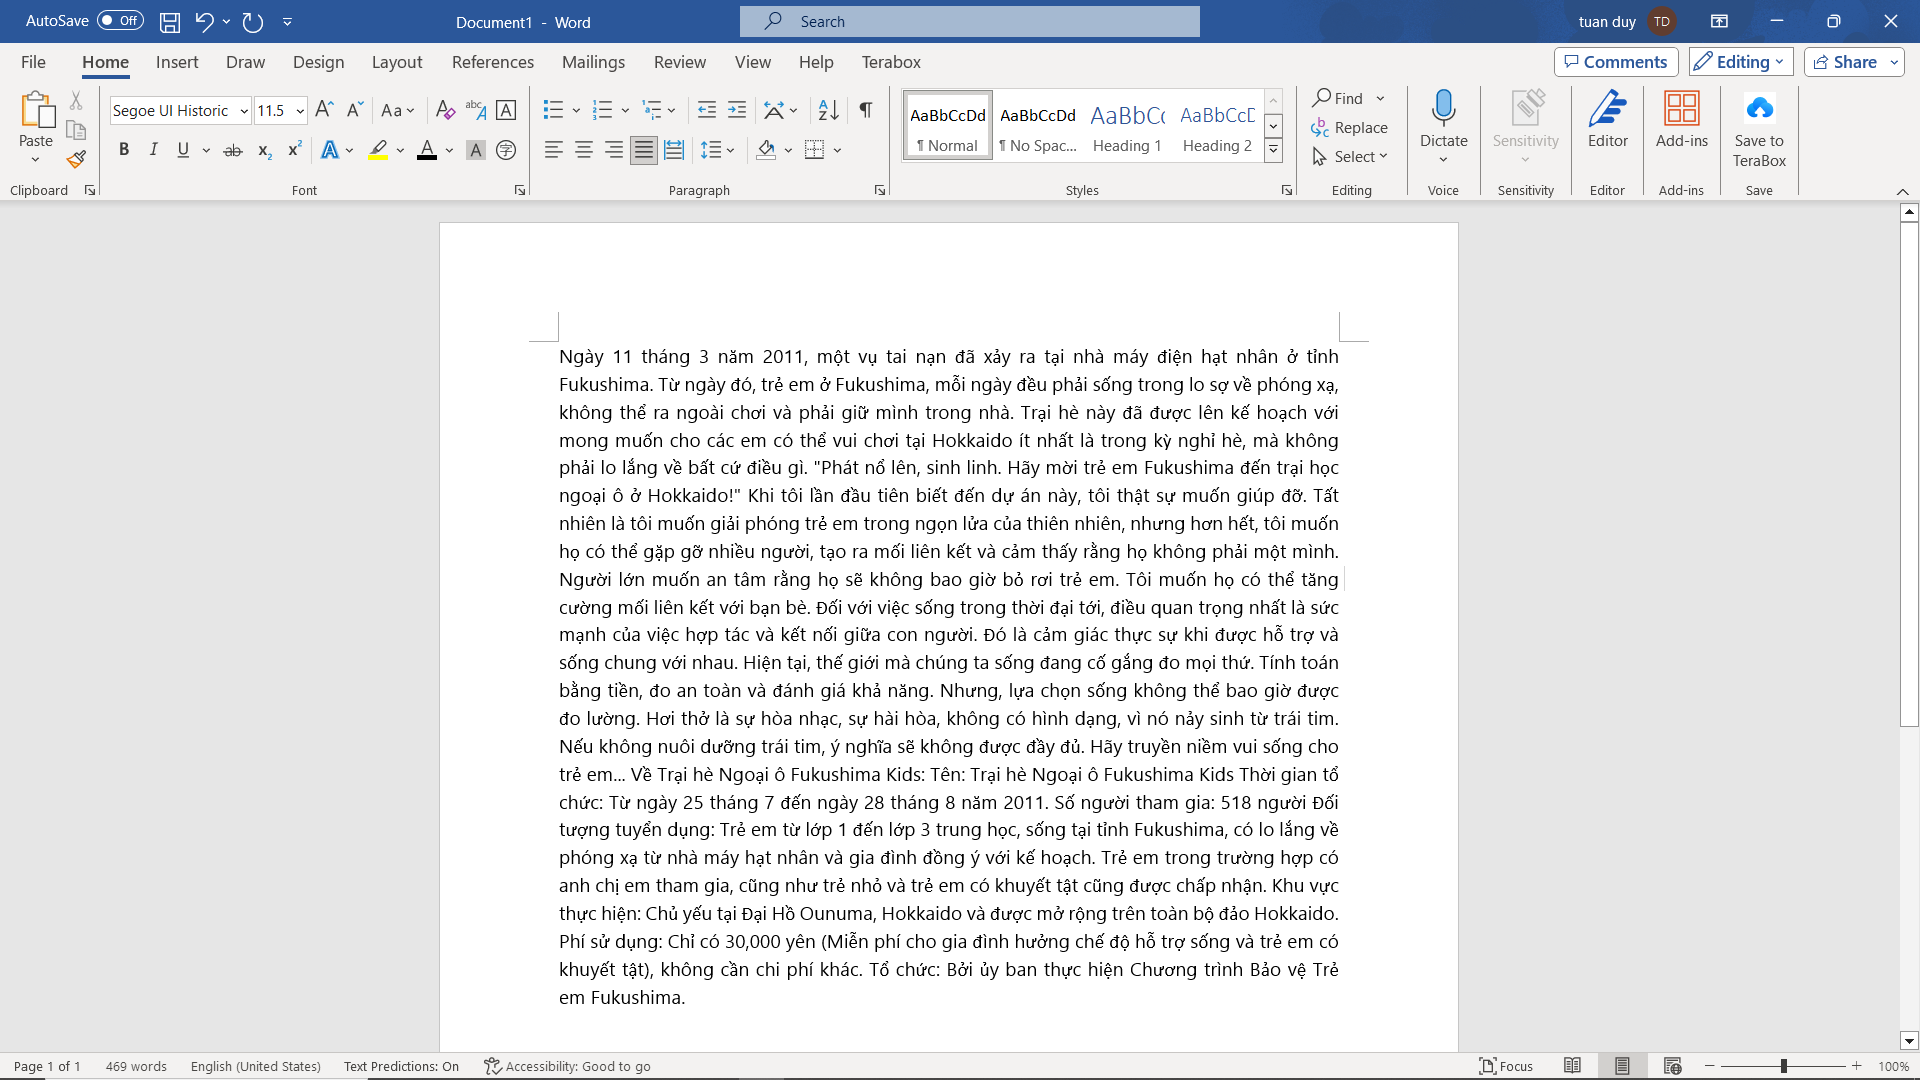 AutoSave Off Document1 - Word Search tuan duy TD
File Home Insert Draw Design Layout References Mailings Review View Help Terabox Comments Editing Share
Paste
Clipboard
Segoe UI Historic 11.5 Aa
Font
Paragraph
AaBbCcDd AaBbCcDd AaBbCc AaBbCcD
¶ Normal ¶ No Spac... Heading 1 Heading 2
Styles
Find
Replace
Select
Editing
Dictate
Voice
Sensitivity
Sensitivity
Editor
Editor
Add-ins
Add-ins
Save to
TeraBox
Save
Ngày 11 tháng 3 năm 2011, một vụ tai nạn đã xảy ra tại nhà máy điện hạt nhân ở tỉnh
Fukushima. Từ ngày đó, trẻ em ở Fukushima, mỗi ngày đều phải sống trong lo sợ về phóng xạ,
không thể ra ngoài chơi và phải giữ mình trong nhà. Trại hè này đã được lên kế hoạch với
mong muốn cho các em có thể vui chơi tại Hokkaido ít nhất là trong kỳ nghỉ hè, mà không
phải lo lắng về bất cứ điều gì. "Phát nổ lên, sinh linh. Hãy mời trẻ em Fukushima đến trại học
ngoại ô ở Hokkaido!" Khi tôi lần đầu tiên biết đến dự án này, tôi thật sự muốn giúp đỡ. Tất
nhiên là tôi muốn giải phóng trẻ em trong ngọn lửa của thiên nhiên, nhưng hơn hết, tôi muốn
họ có thể gặp gỡ nhiều người, tạo ra mối liên kết và cảm thấy rằng họ không phải một mình.
Người lớn muốn an tâm rằng họ sẽ không bao giờ bỏ rơi trẻ em. Tôi muốn họ có thể tăng
cường mối liên kết với bạn bè. Đối với việc sống trong thời đại tới, điều quan trọng nhất là sức
mạnh của việc hợp tác và kết nối giữa con người. Đó là cảm giác thực sự khi được hỗ trợ và
sống chung với nhau. Hiện tại, thế giới mà chúng ta sống đang cố gắng đo mọi thứ. Tính toán
bằng tiền, đo an toàn và đánh giá khả năng. Nhưng, lựa chọn sống không thể bao giờ được
đo lường. Hơi thở là sự hòa nhạc, sự hài hòa, không có hình dạng, vì nó nảy sinh từ trái tim.
Nếu không nuôi dưỡng trái tim, ý nghĩa sẽ không được đầy đủ. Hãy truyền niềm vui sống cho
trẻ em... Về Trại hè Ngoại ô Fukushima Kids: Tên: Trại hè Ngoại ô Fukushima Kids Thời gian tổ
chức: Từ ngày 25 tháng 7 đến ngày 28 tháng 8 năm 2011. Số người tham gia: 518 người Đối
tượng tuyển dụng: Trẻ em từ lớp 1 đến lớp 3 trung học, sống tại tỉnh Fukushima, có lo lắng về
phóng xạ từ nhà máy hạt nhân và gia đình đồng ý với kế hoạch. Trẻ em trong trường hợp có
anh chị em tham gia, cũng như trẻ nhỏ và trẻ em có khuyết tật cũng được chấp nhận. Khu vực
thực hiện: Chủ yếu tại Đại Hồ Ounuma, Hokkaido và được mở rộng trên toàn bộ đảo Hokkaido.
Phí sử dụng: Chỉ có 30,000 yên (Miễn phí cho gia đình hưởng chế độ hỗ trợ sống và trẻ em có
khuyết tật), không cần chi phí khác. Tổ chức: Bởi ủy ban thực hiện Chương trình Bảo vệ Trẻ
em Fukushima.
Page 1 of 1 469 words English (United States) Text Predictions: On Accessibility: Good to go Focus 100%